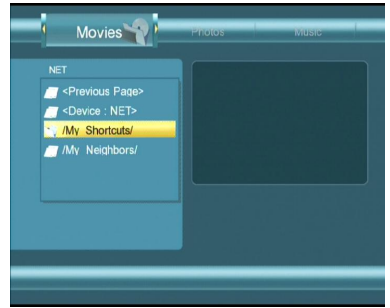 Movies Photos Music
NET
<Previous Page>
<Device : NET>
/My Shortcuts/
/My Neighbors/